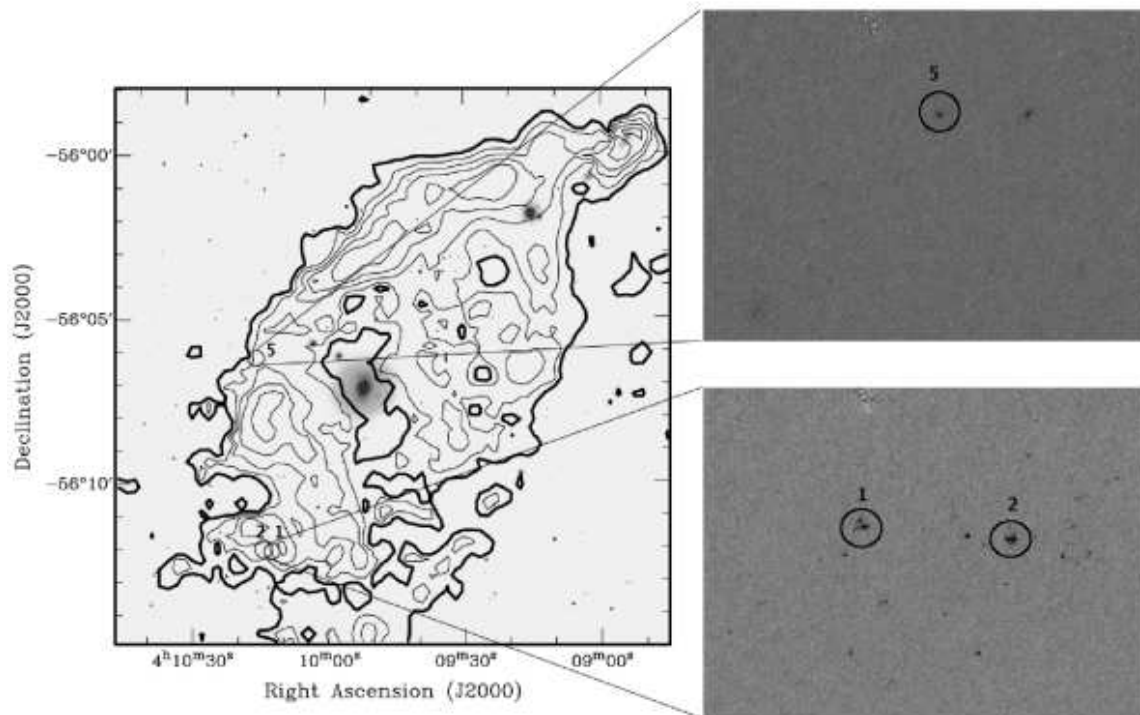 5
−56°00′
−56°05′
5
Declination (J2000)
−56°10′
1
2
2 1
4ʰ10ᵐ30ˢ
10ᵐ00ˢ
09ᵐ30ˢ
09ᵐ00ˢ
Right Ascension (J2000)